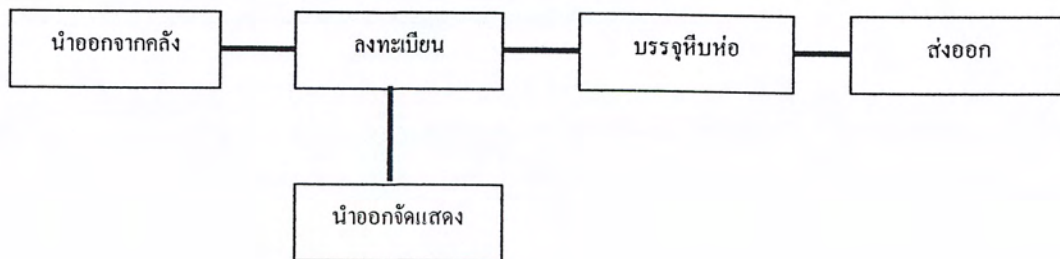 นำออกจากคลัง
ลงทะเบียน
บรรจุหีบห่อ
ส่งออก
นำออกจัดแสดง